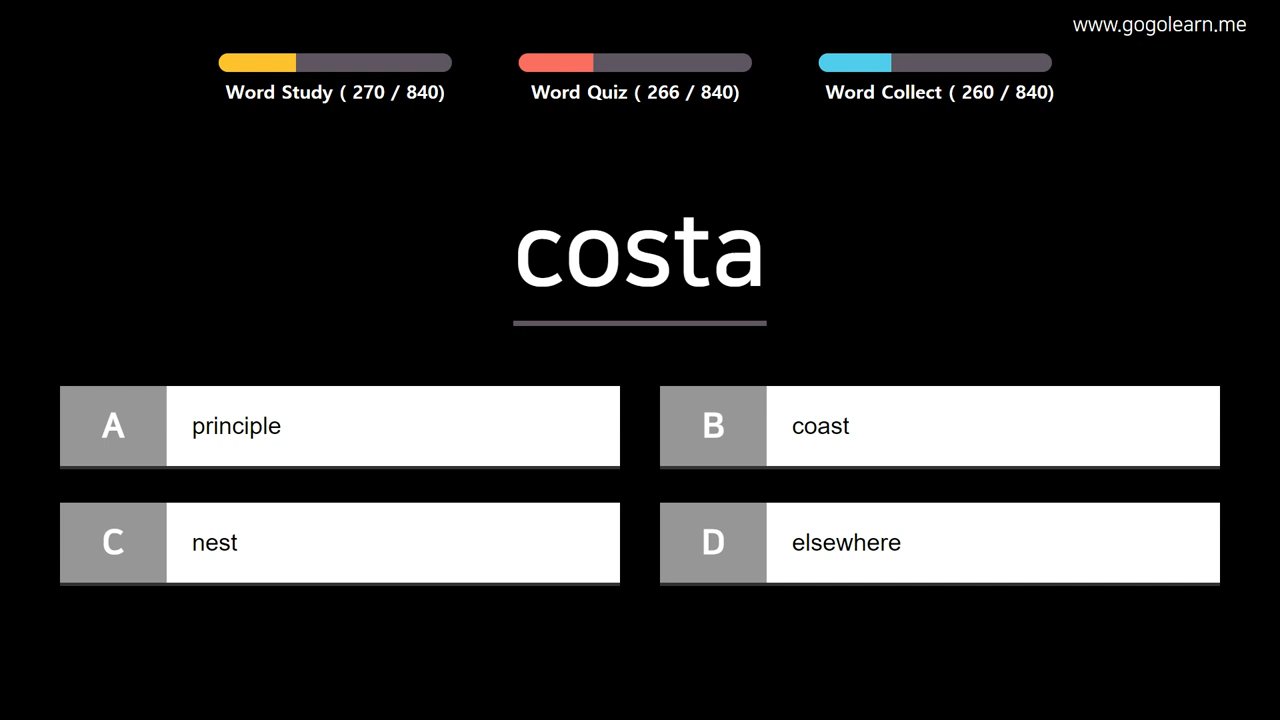 www.gogolearn.me
Word Study ( 270 / 840)
Word Quiz ( 266 / 840)
Word Collect ( 260 / 840)
costa
A principle
B coast
C nest
D elsewhere